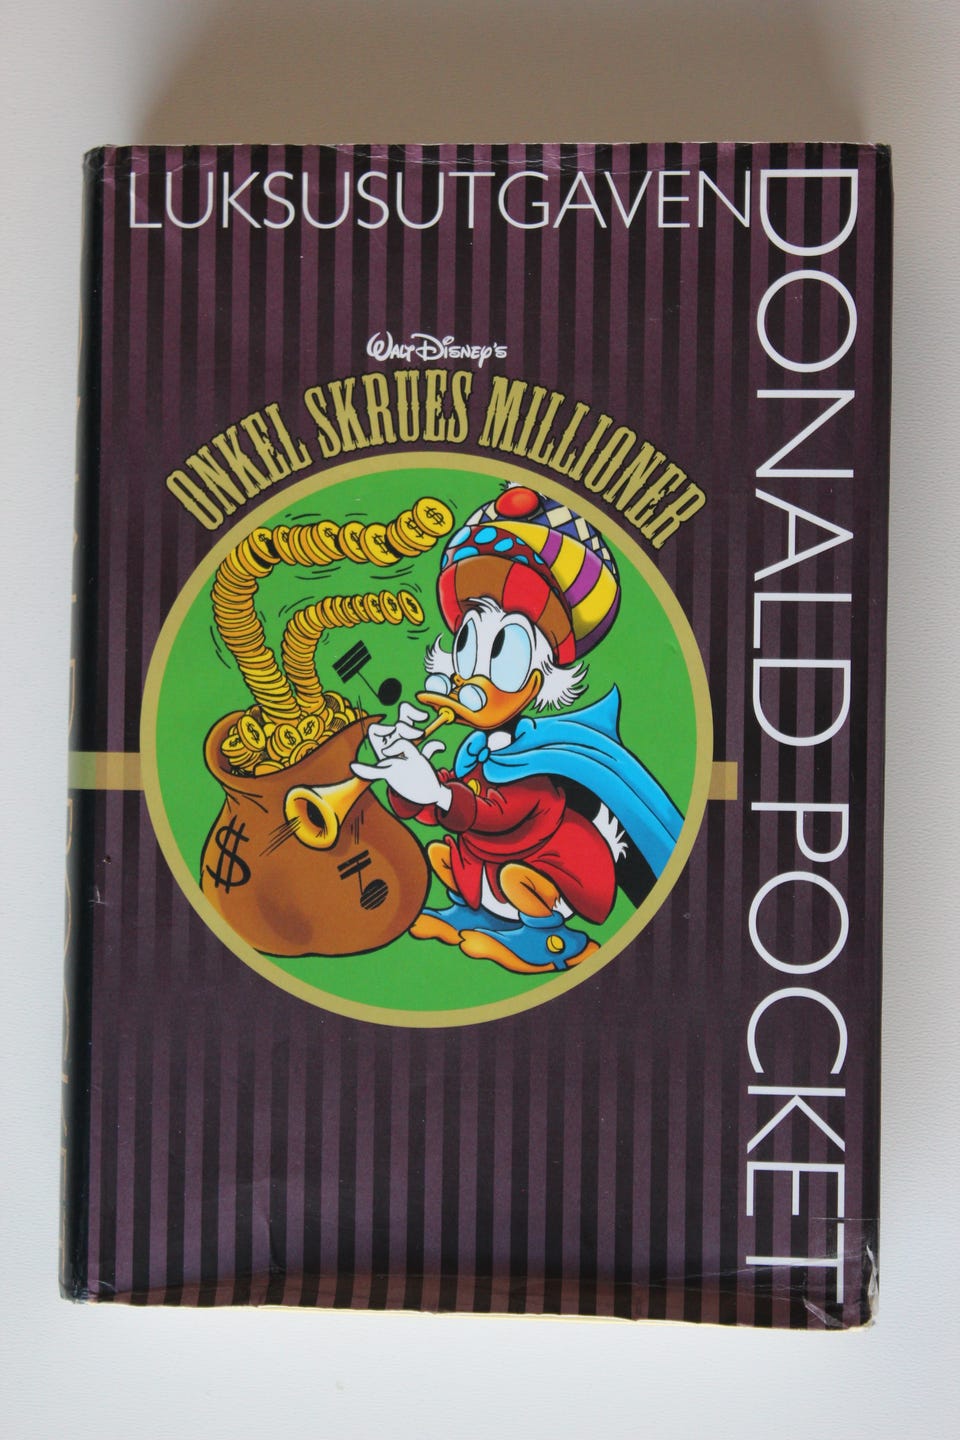 LUKSUSUTGAVEN
DONALD POCKET
WALT DISNEY'S
ONKEL SKRUES MILLIONER
$